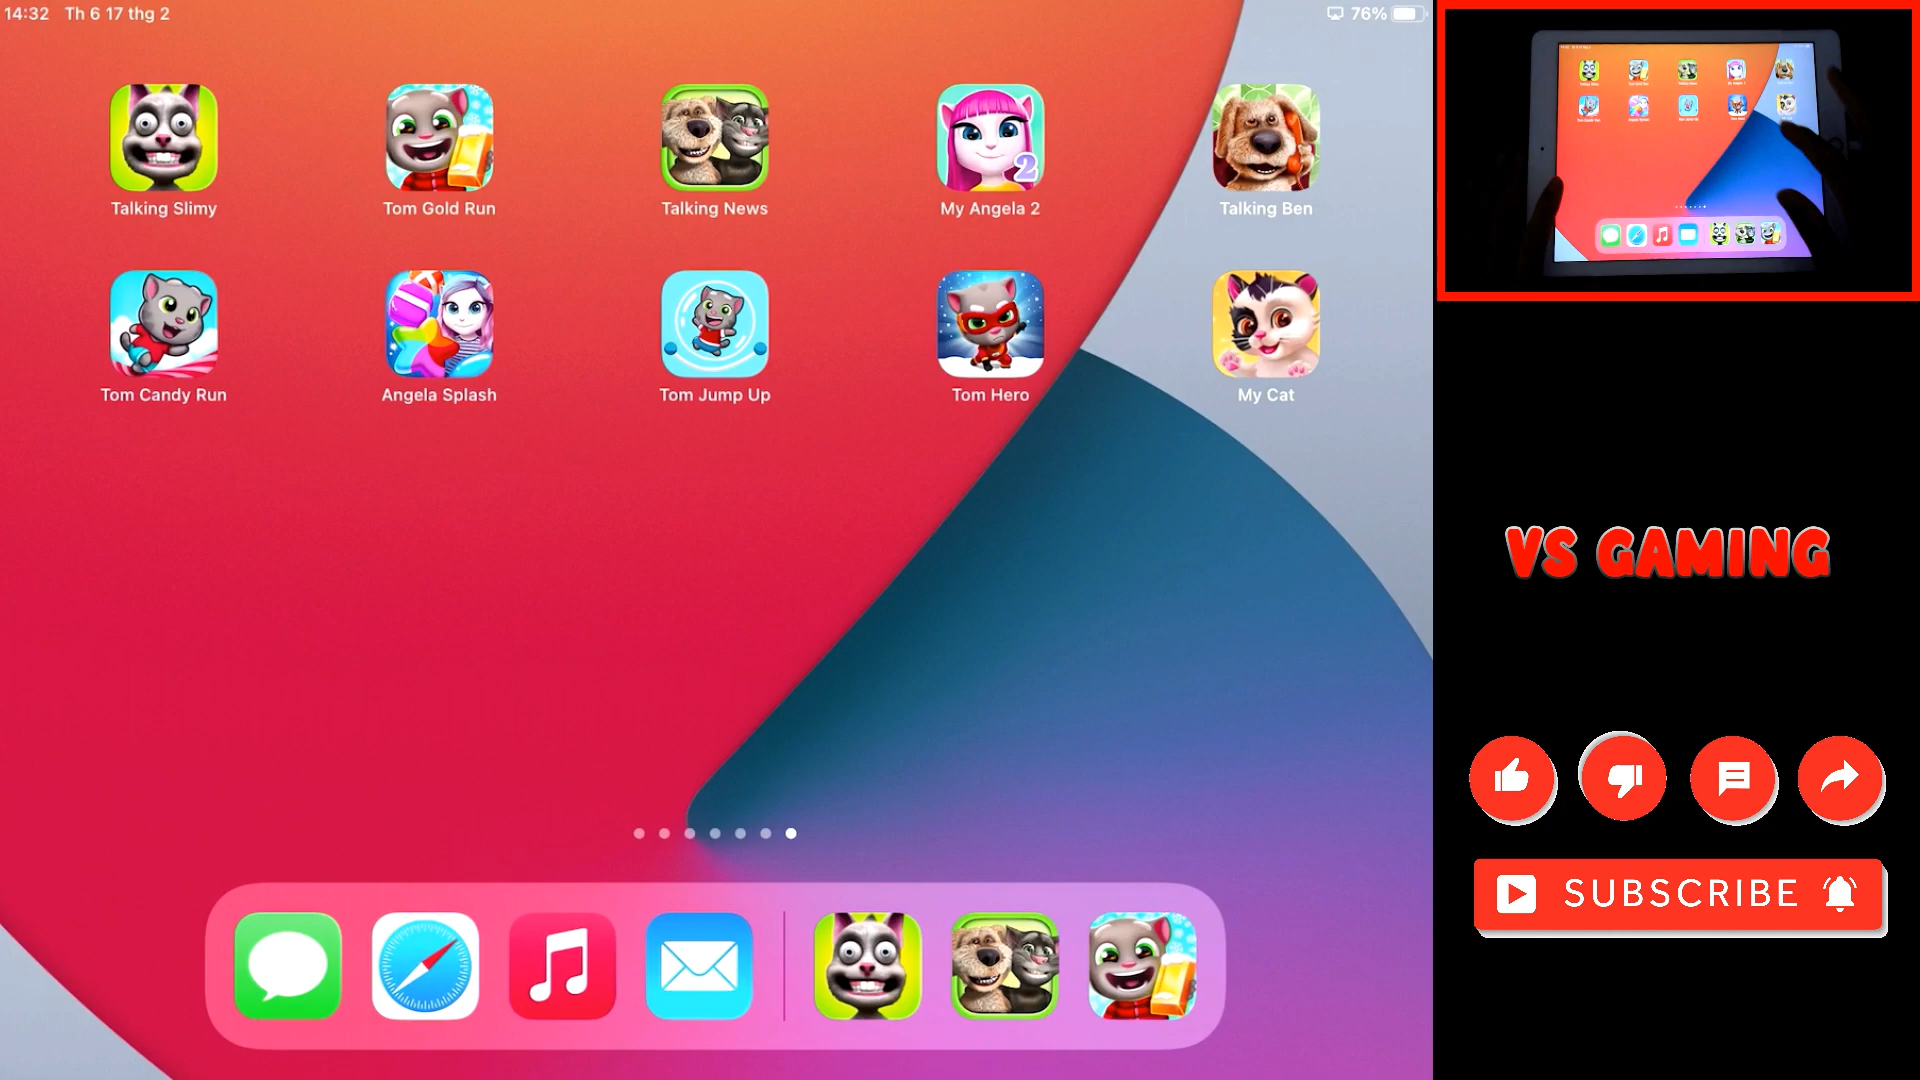 14:32 Th 6 17 thg 2
76%
Talking Slimy
Tom Gold Run
Talking News
My Angela 2
Talking Ben
2
Tom Candy Run
Angela Splash
Tom Jump Up
Tom Hero
My Cat
VS GAMING
SUBSCRIBE